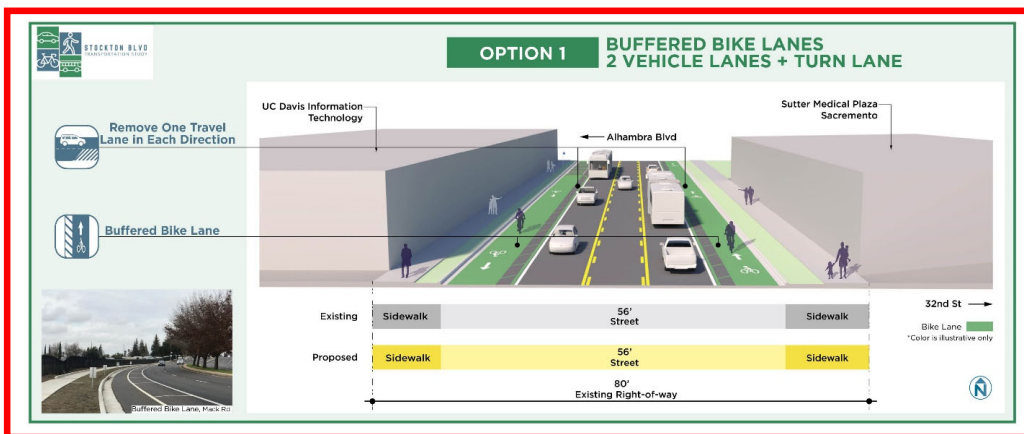 STOCKTON BLVD
TRANSPORTATION STUDY
OPTION 1
BUFFERED BIKE LANES
2 VEHICLE LANES + TURN LANE
Remove One Travel
Lane in Each Direction
Buffered Bike Lane
UC Davis Information
Technology
Alhambra Blvd
Sutter Medical Plaza
Sacramento
32nd St
Bike Lane
*Color is illustrative only
Existing
Sidewalk
56'
Street
Sidewalk
Proposed
Sidewalk
56'
Street
Sidewalk
80'
Existing Right-of-way
Buffered Bike Lane, Mack Rd
N